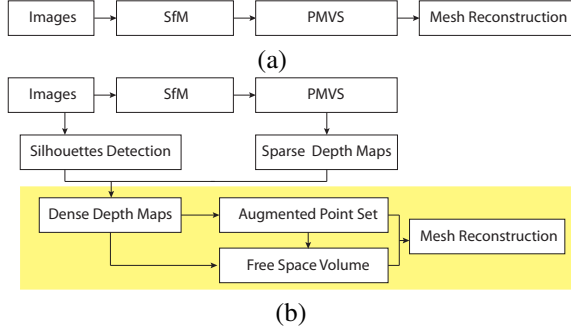 Images SfM PMVS Mesh Reconstruction
(a)
Images SfM PMVS
Silhouettes Detection Sparse Depth Maps
Dense Depth Maps Augmented Point Set
Mesh Reconstruction
Free Space Volume
(b)